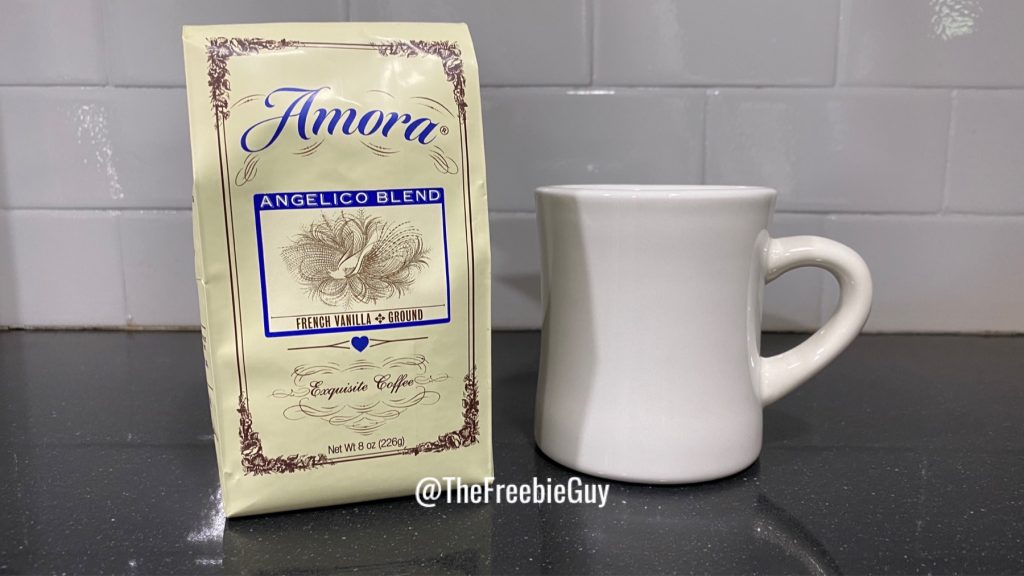 Amora®
ANGELICO BLEND
FRENCH VANILLA ✣ GROUND
Exquisite Coffee
Net Wt 8 oz (226g)
@TheFreebieGuy